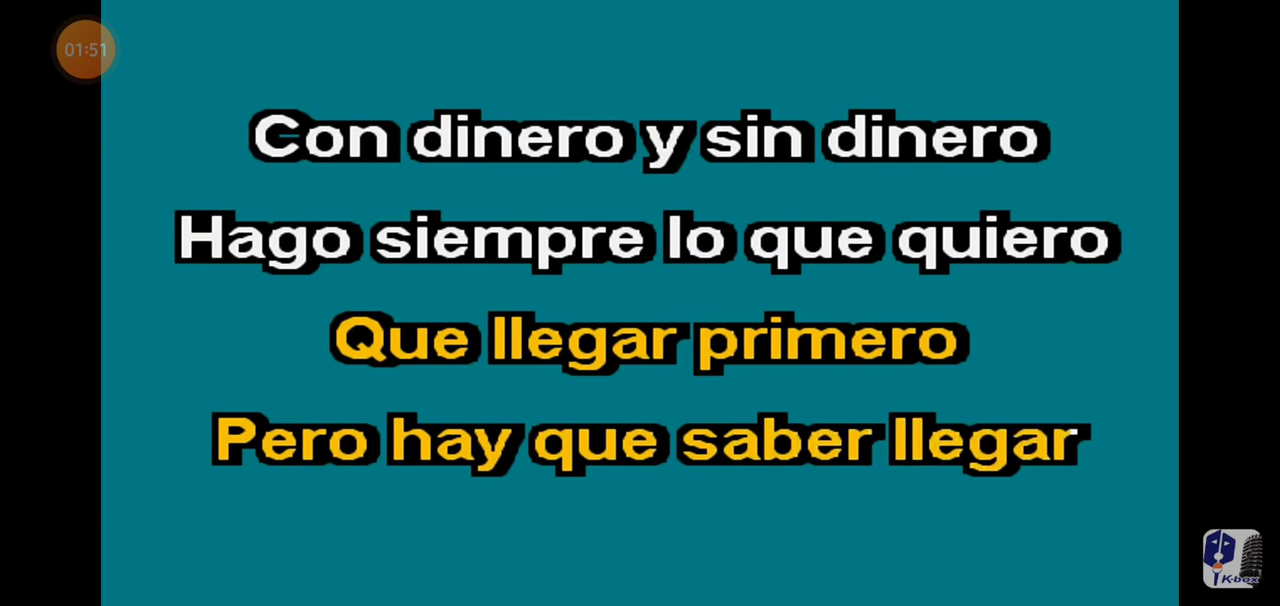 01:51
Con dinero y sin dinero
Hago siempre lo que quiero
Que llegar primero
Pero hay que saber llegar
K-box